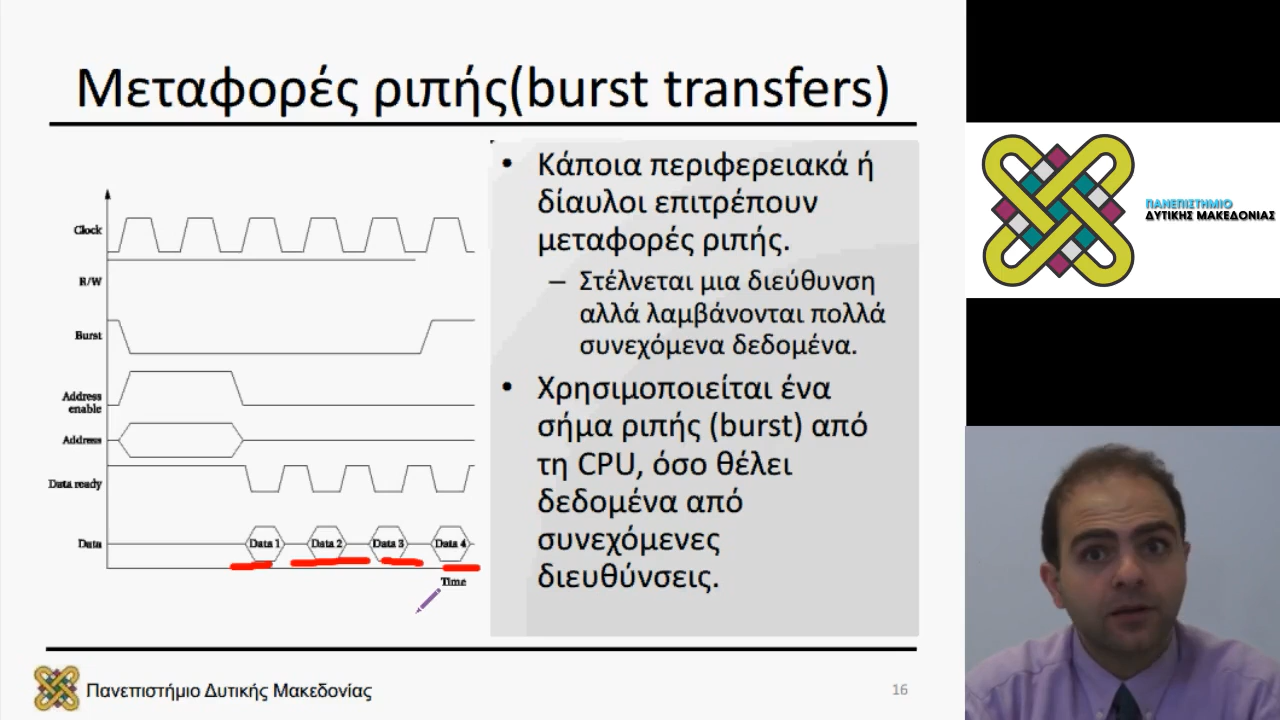 Μεταφορές ριπής(burst transfers)
Clock
R/W
Burst
Address
enable
Address
Data ready
Data
Data 1
Data 2
Data 3
Data 4
Time
• Κάποια περιφερειακά ή
δίαυλοι επιτρέπουν
μεταφορές ριπής.
– Στέλνεται μια διεύθυνση
αλλά λαμβάνονται πολλά
συνεχόμενα δεδομένα.
• Χρησιμοποιείται ένα
σήμα ριπής (burst) από
τη CPU, όσο θέλει
δεδομένα από
συνεχόμενες
διευθύνσεις.
Πανεπιστήμιο Δυτικής Μακεδονίας
16
ΠΑΝΕΠΙΣΤΗΜΙΟ
ΔΥΤΙΚΗΣ ΜΑΚΕΔΟΝΙΑΣ